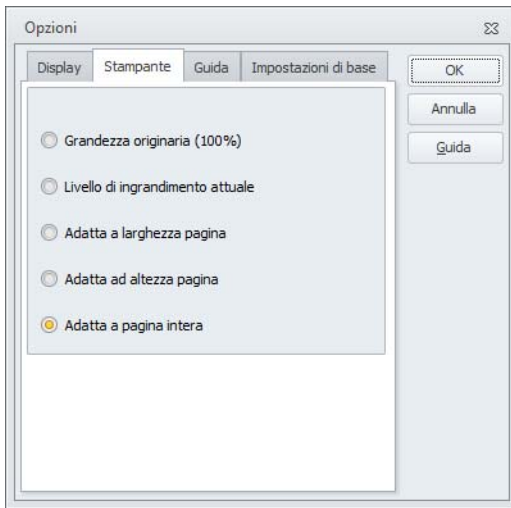 Opzioni
Display Stampante Guida Impostazioni di base
OK
Annulla
Guida
Grandezza originaria (100%)
Livello di ingrandimento attuale
Adatta a larghezza pagina
Adatta ad altezza pagina
Adatta a pagina intera